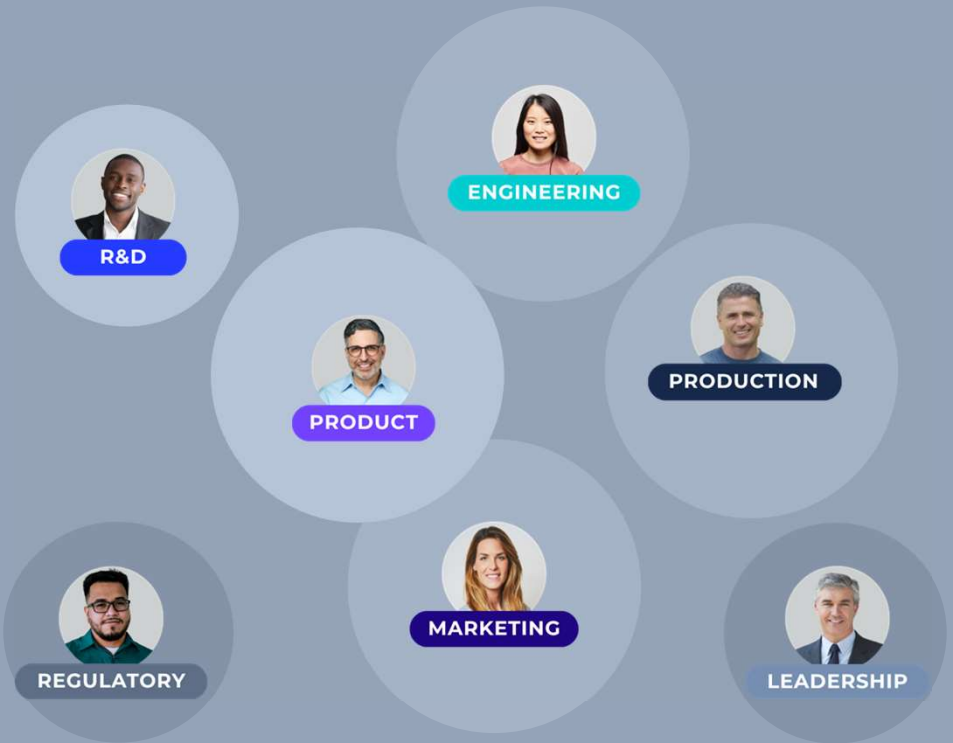 ENGINEERING
R&D
PRODUCTION
PRODUCT
MARKETING
REGULATORY
LEADERSHIP